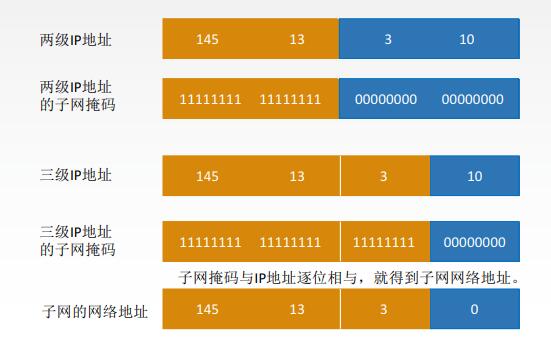 两级IP地址 145 13 3 10
两级IP地址
的子网掩码 11111111 11111111 00000000 00000000
三级IP地址 145 13 3 10
三级IP地址
的子网掩码 11111111 11111111 11111111 00000000
子网掩码与IP地址逐位相与，就得到子网网络地址。
子网的网络地址 145 13 3 0